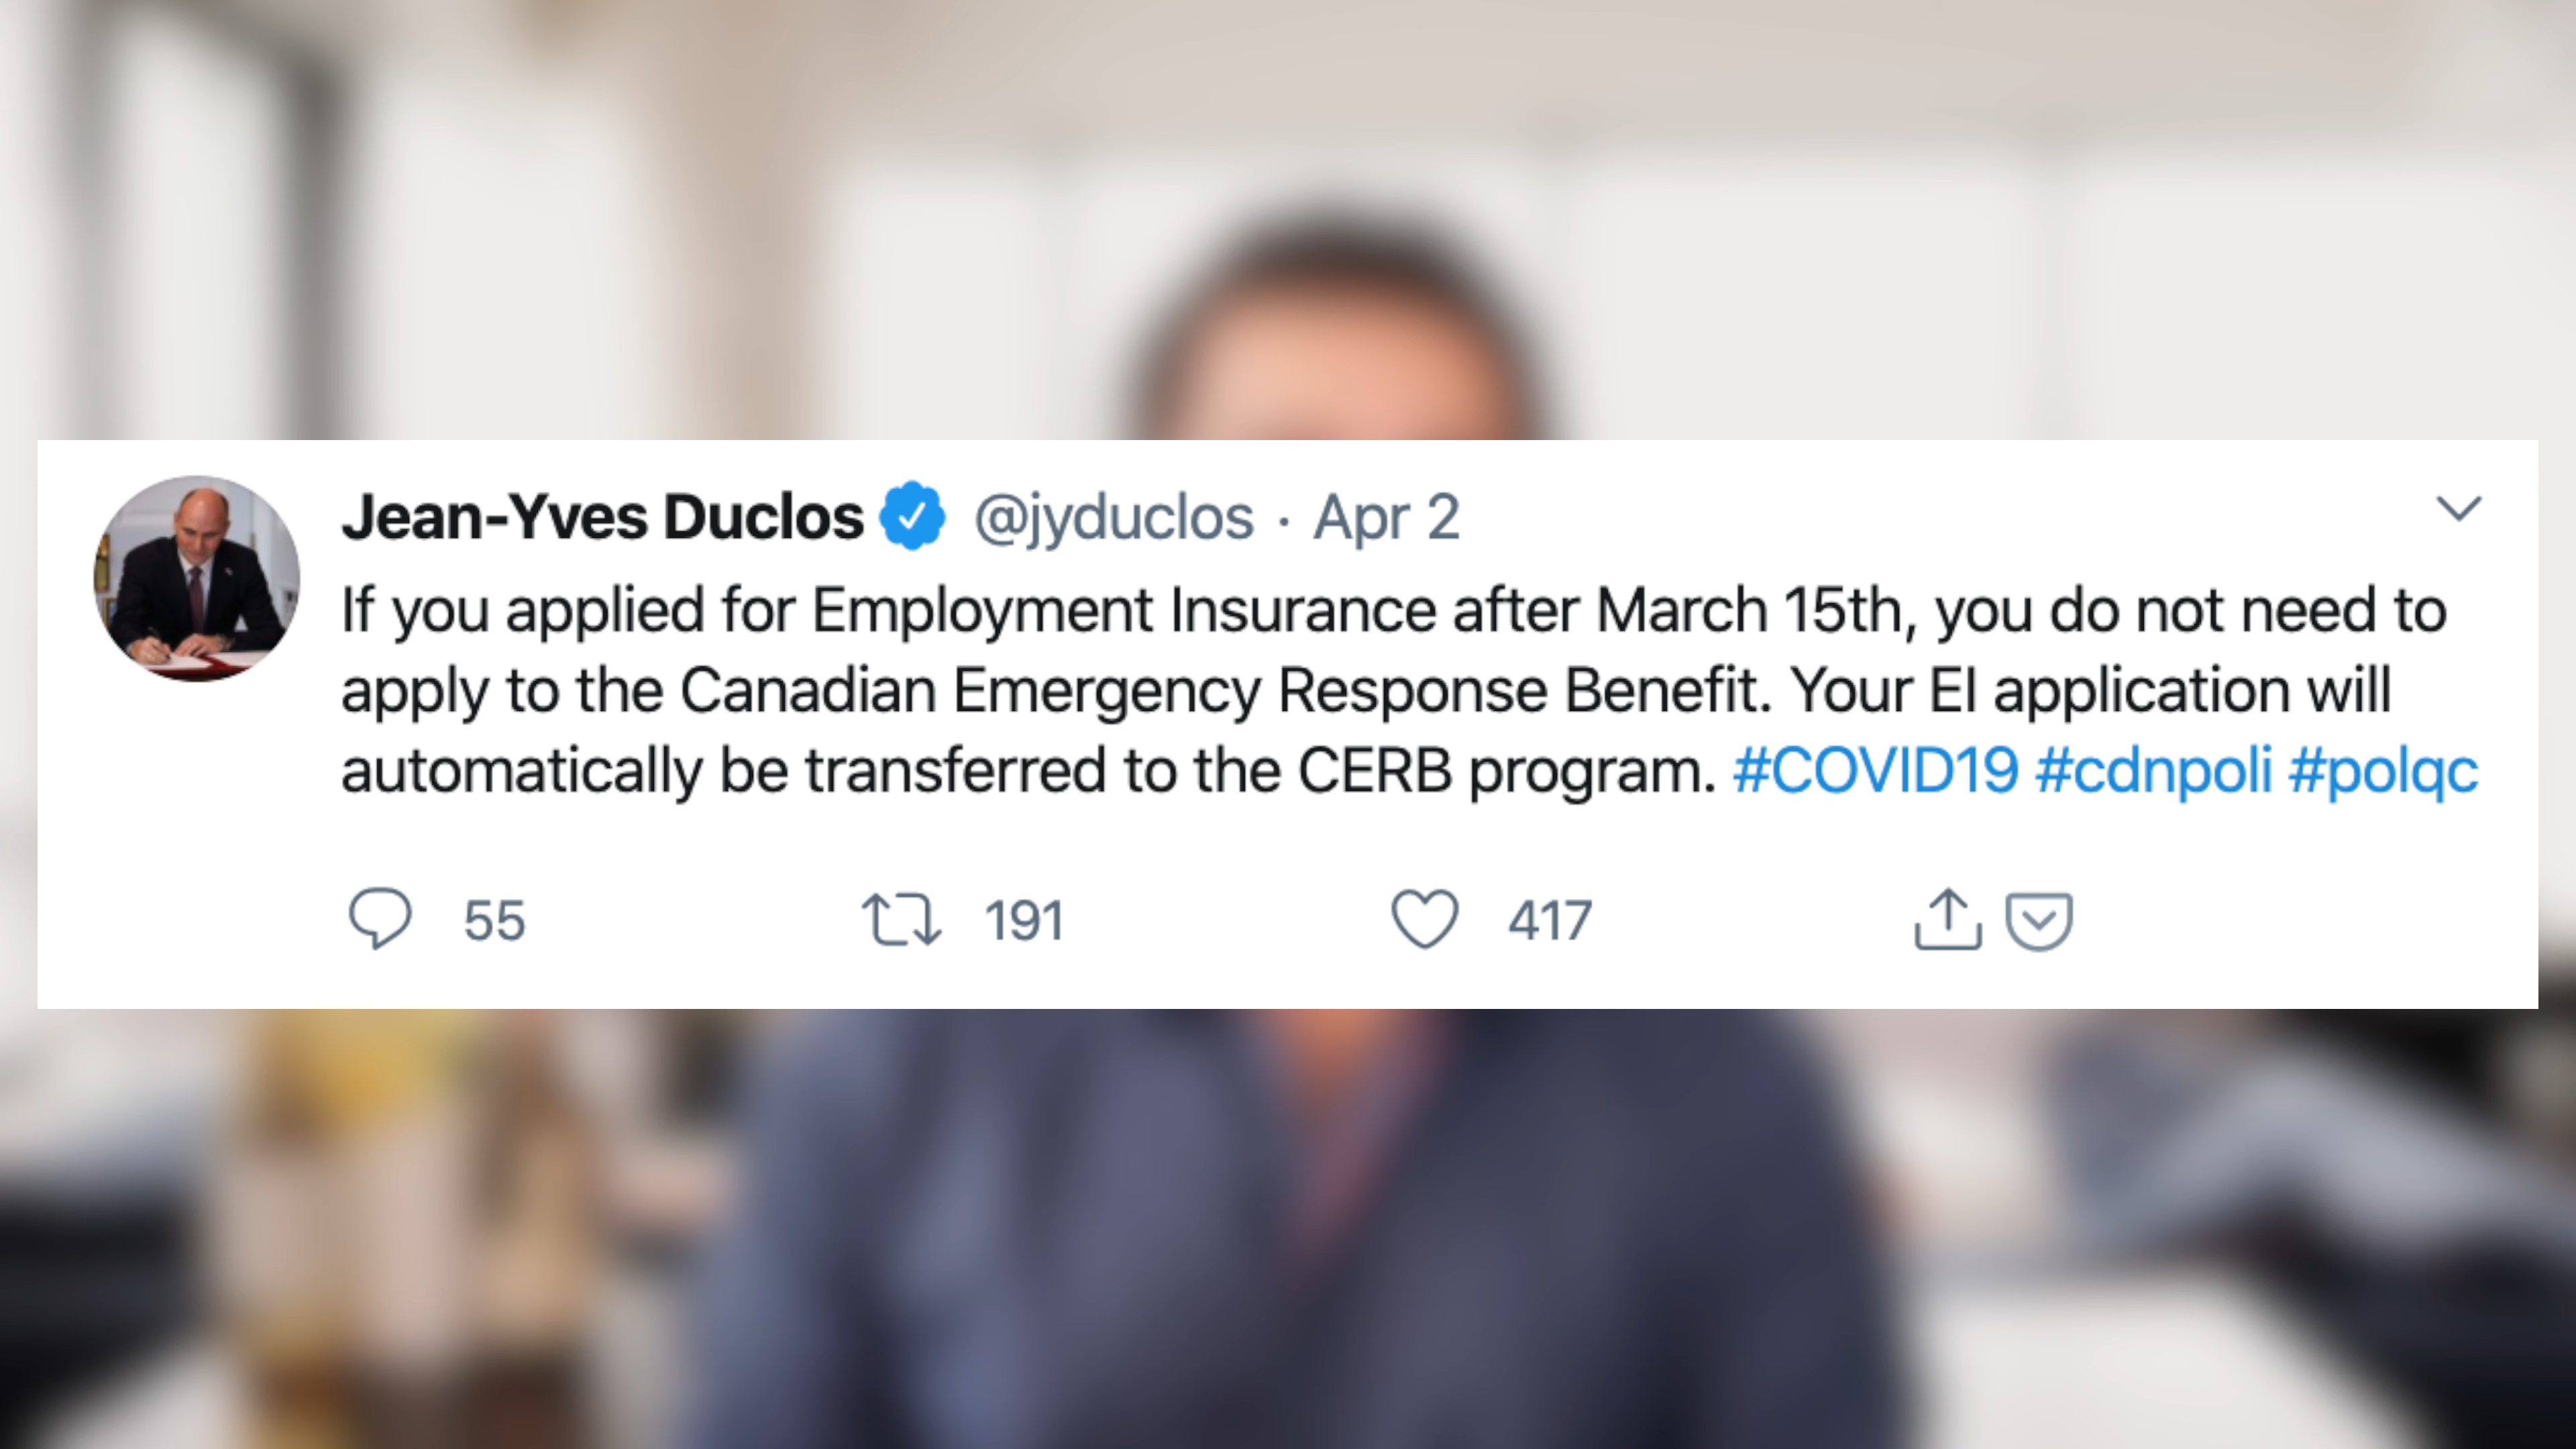 Jean-Yves Duclos @jyduclos · Apr 2
If you applied for Employment Insurance after March 15th, you do not need to
apply to the Canadian Emergency Response Benefit. Your EI application will
automatically be transferred to the CERB program. #COVID19 #cdnpoli #polqc
55 191 417